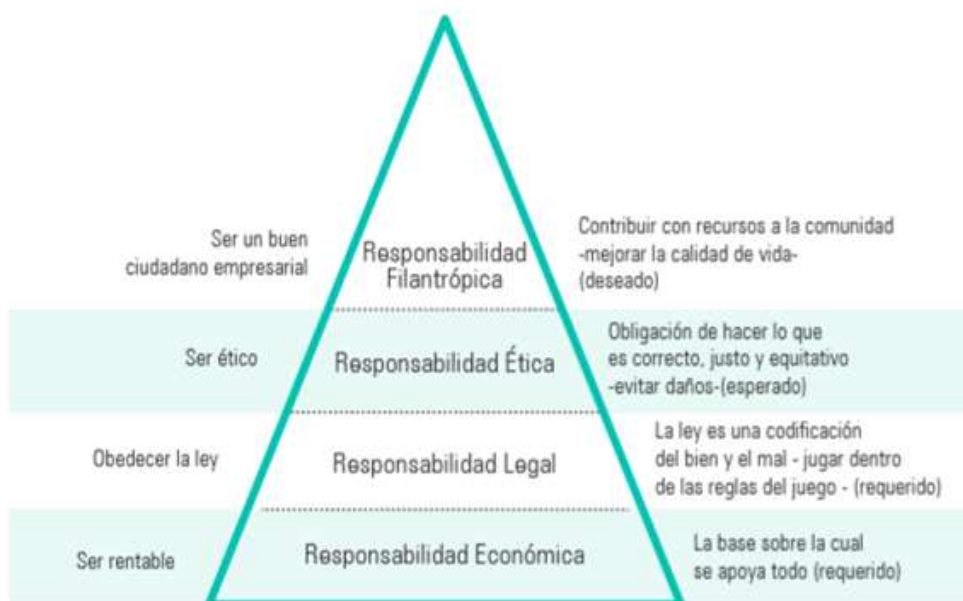 Ser un buen
ciudadano empresarial
Responsabilidad
Filantrópica
Contribuir con recursos a la comunidad
-mejorar la calidad de vida-
(deseado)
Ser ético
Responsabilidad Ética
Obligación de hacer lo que
es correcto, justo y equitativo
-evitar daños-(esperado)
Obedecer la ley
Responsabilidad Legal
La ley es una codificación
del bien y el mal - jugar dentro
de las reglas del juego - (requerido)
Ser rentable
Responsabilidad Económica
La base sobre la cual
se apoya todo (requerido)